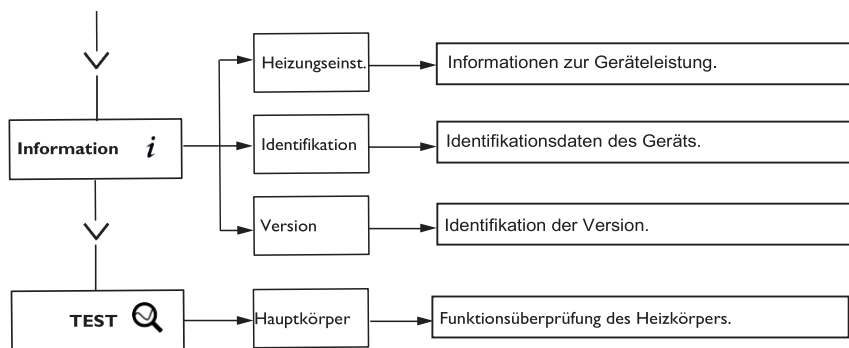 Heizungseinst.
Informationen zur Geräteleistung.
Information i
Identifikation
Identifikationsdaten des Geräts.
Version
Identifikation der Version.
TEST
Hauptkörper
Funktionsüberprüfung des Heizkörpers.